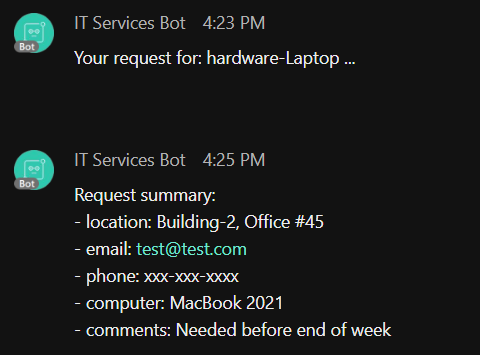 IT Services Bot 4:23 PM
Bot
Your request for: hardware-Laptop ...
IT Services Bot 4:25 PM
Bot
Request summary:
- location: Building-2, Office #45
- email: test@test.com
- phone: xxx-xxx-xxxx
- computer: MacBook 2021
- comments: Needed before end of week